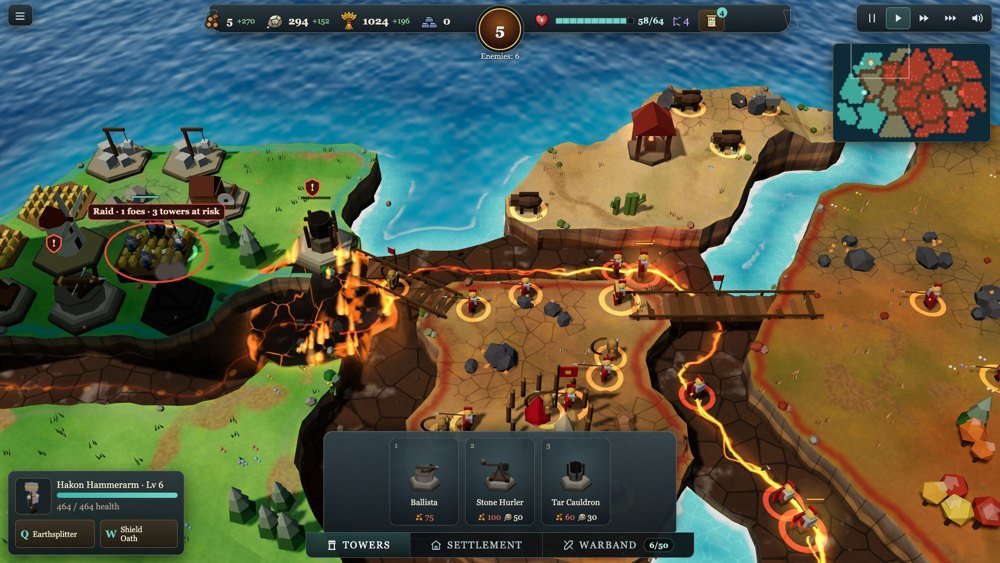 5 +270 294 +152 1024 +196 0
5
58/64 4 4
Enemies: 6
Raid · 1 foes · 3 towers at risk
Hakon Hammerarm · Lv 6
464 / 464 health
Q Earthsplitter
W Shield Oath
1
Ballista
75
2
Stone Hurler
100 50
3
Tar Cauldron
60 30
TOWERS
SETTLEMENT
WARBAND 6/50